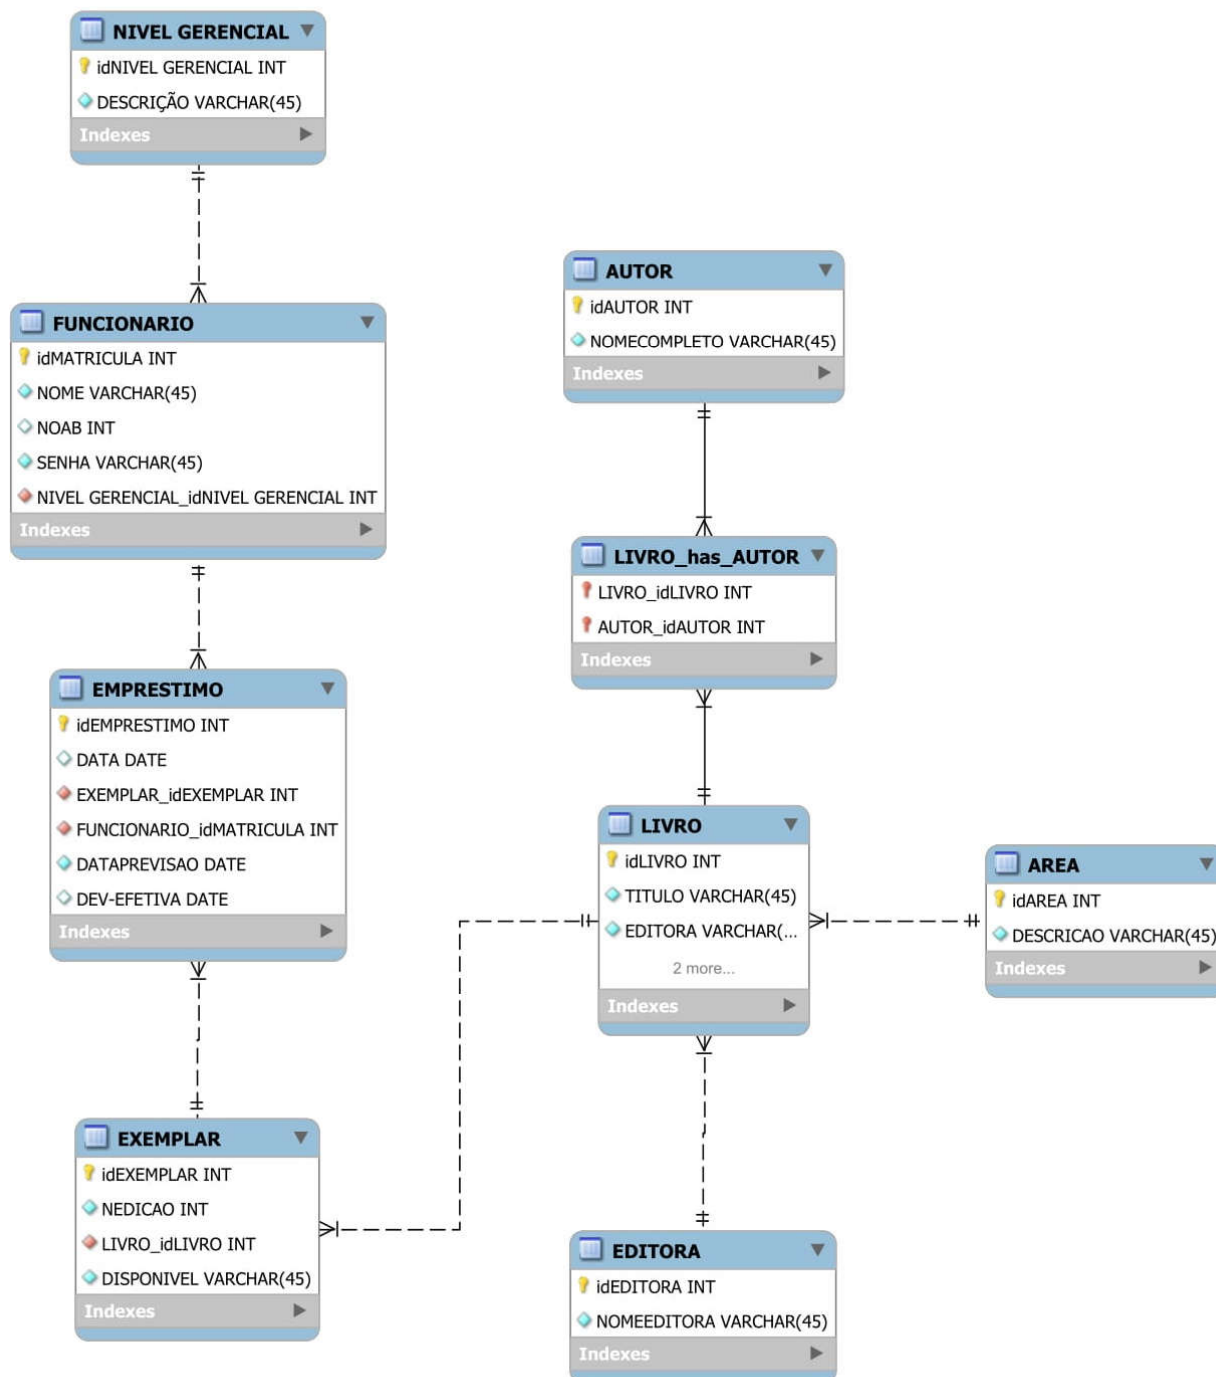 NIVEL GERENCIAL
idNIVEL GERENCIAL INT
DESCRIÇÃO VARCHAR(45)
Indexes
FUNCIONARIO
idMATRICULA INT
NOME VARCHAR(45)
NOAB INT
SENHA VARCHAR(45)
NIVEL GERENCIAL_idNIVEL GERENCIAL INT
Indexes
EMPRESTIMO
idEMPRESTIMO INT
DATA DATE
EXEMPLAR_idEXEMPLAR INT
FUNCIONARIO_idMATRICULA INT
DATAPREVISAO DATE
DEV-EFETIVA DATE
Indexes
EXEMPLAR
idEXEMPLAR INT
NEDICAO INT
LIVRO_idLIVRO INT
DISPONIVEL VARCHAR(45)
Indexes
AUTOR
idAUTOR INT
NOMECOMPLETO VARCHAR(45)
Indexes
LIVRO_has_AUTOR
LIVRO_idLIVRO INT
AUTOR_idAUTOR INT
Indexes
LIVRO
idLIVRO INT
TITULO VARCHAR(45)
EDITORA VARCHAR(...
2 more...
Indexes
EDITORA
idEDITORA INT
NOMEEDITORA VARCHAR(45)
Indexes
AREA
idAREA INT
DESCRICAO VARCHAR(45)
Indexes